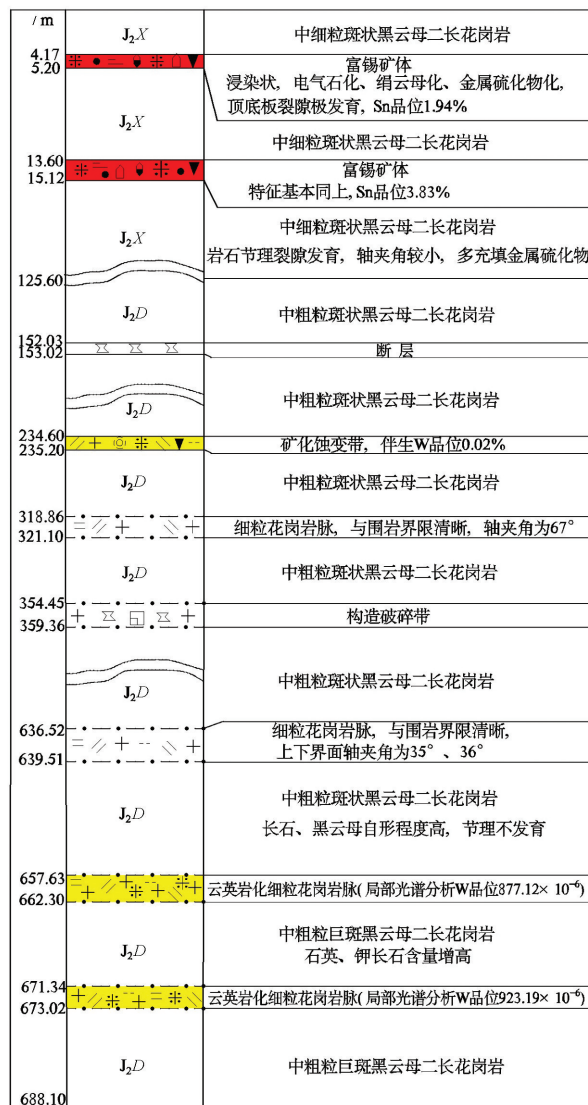 / m
J₂X
中细粒斑状黑云母二长花岗岩
4.17
5.20
富锡矿体
浸染状，电气石化、绢云母化、金属硫化物化，
顶底板裂隙极发育，Sn品位1.94%
J₂X
中细粒斑状黑云母二长花岗岩
13.60
15.12
富锡矿体
特征基本同上, Sn品位3.83%
J₂X
中细粒斑状黑云母二长花岗岩
岩石节理裂隙发育，轴夹角较小，多充填金属硫化物
125.60
J₂D
中粗粒斑状黑云母二长花岗岩
152.03
153.02
断层
J₂D
中粗粒斑状黑云母二长花岗岩
234.60
235.20
矿化蚀变带，伴生W品位0.02%
J₂D
中粗粒斑状黑云母二长花岗岩
318.86
321.10
细粒花岗岩脉，与围岩界限清晰，轴夹角为67°
J₂D
中粗粒斑状黑云母二长花岗岩
354.45
359.36
构造破碎带
J₂D
中粗粒斑状黑云母二长花岗岩
636.52
639.51
细粒花岗岩脉，与围岩界限清晰，
上下界面轴夹角为35°、36°
J₂D
中粗粒斑状黑云母二长花岗岩
长石、黑云母自形程度高，节理不发育
657.63
662.30
云英岩化细粒花岗岩脉( 局部光谱分析W品位877.12× 10⁻⁶)
J₂D
中粗粒巨斑黑云母二长花岗岩
石英、钾长石含量增高
671.34
673.02
云英岩化细粒花岗岩脉( 局部光谱分析W品位923.19× 10⁻⁶)
J₂D
中粗粒巨斑黑云母二长花岗岩
688.10